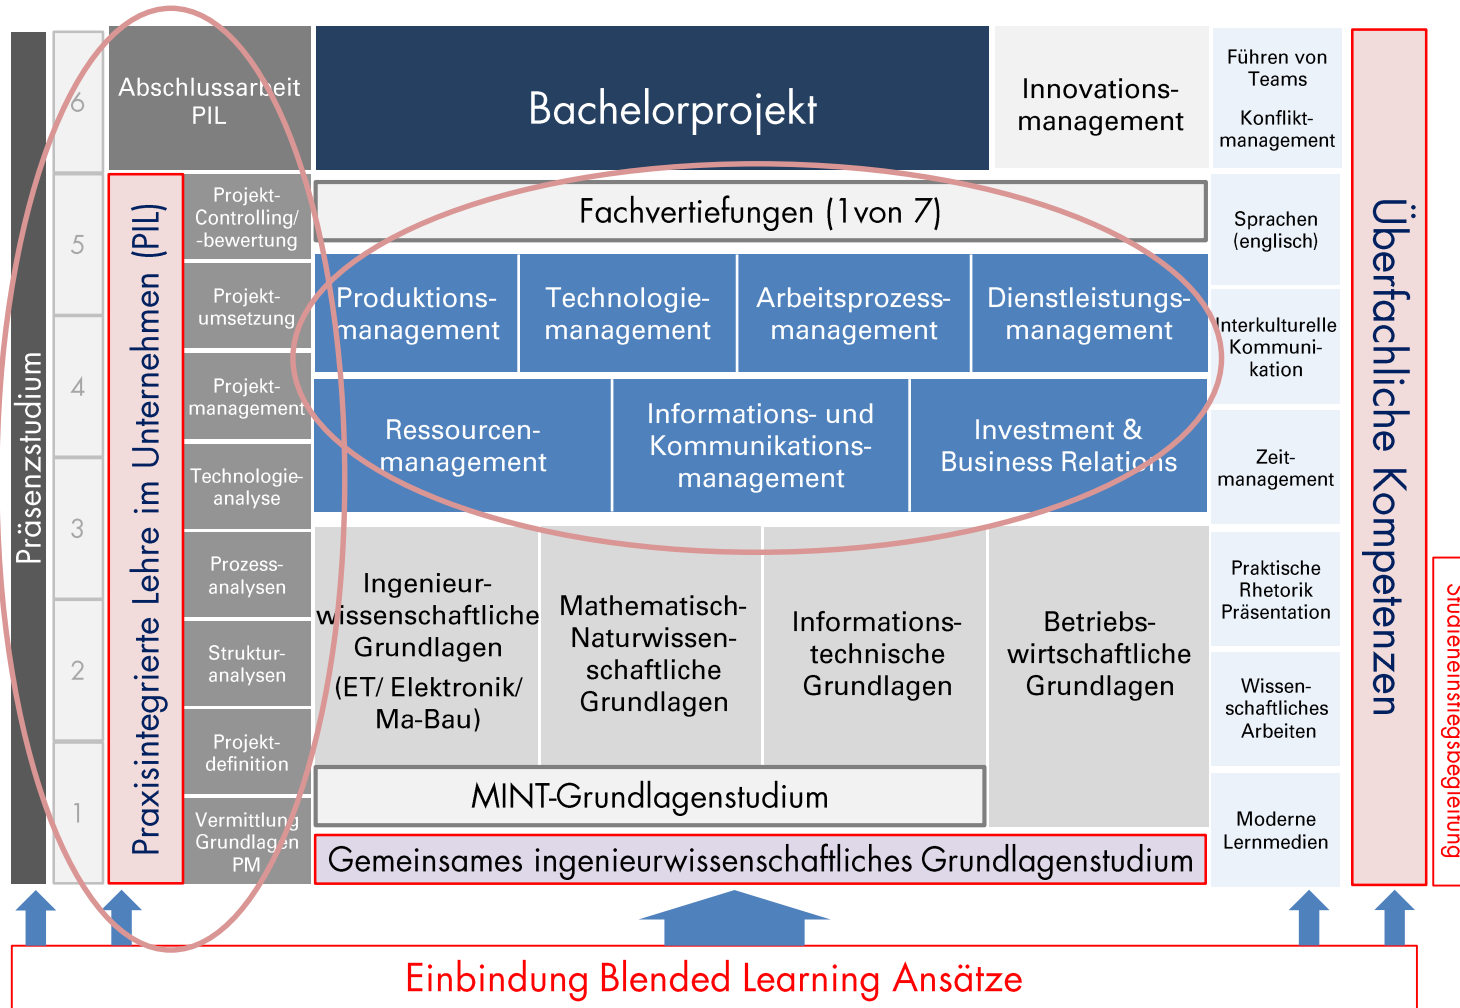 Präsenzstudium
6
5
4
3
2
1
Abschlussarbeit
PIL
Praxisintegrierte Lehre im Unternehmen (PIL)
Projekt-
Controlling/
-bewertung
Projekt-
umsetzung
Projekt-
management
Technologie-
analyse
Prozess-
analysen
Struktur-
analysen
Projekt-
definition
Vermittlung
Grundlagen
PM
Bachelorprojekt
Innovations-
management
Fachvertiefungen (1von 7)
Produktions-
management
Technologie-
management
Arbeitsprozess-
management
Dienstleistungs-
management
Ressourcen-
management
Informations- und
Kommunikations-
management
Investment &
Business Relations
Ingenieur-
wissenschaftliche
Grundlagen
(ET/ Elektronik/
Ma-Bau)
Mathematisch-
Naturwissen-
schaftliche
Grundlagen
Informations-
technische
Grundlagen
Betriebs-
wirtschaftliche
Grundlagen
MINT-Grundlagenstudium
Gemeinsames ingenieurwissenschaftliches Grundlagenstudium
Führen von
Teams
Konflikt-
management
Sprachen
(englisch)
Interkulturelle
Kommuni-
kation
Zeit-
management
Praktische
Rhetorik
Präsentation
Wissen-
schaftliches
Arbeiten
Moderne
Lernmedien
Überfachliche Kompetenzen
Studieneinstiegsbegleitung
Einbindung Blended Learning Ansätze